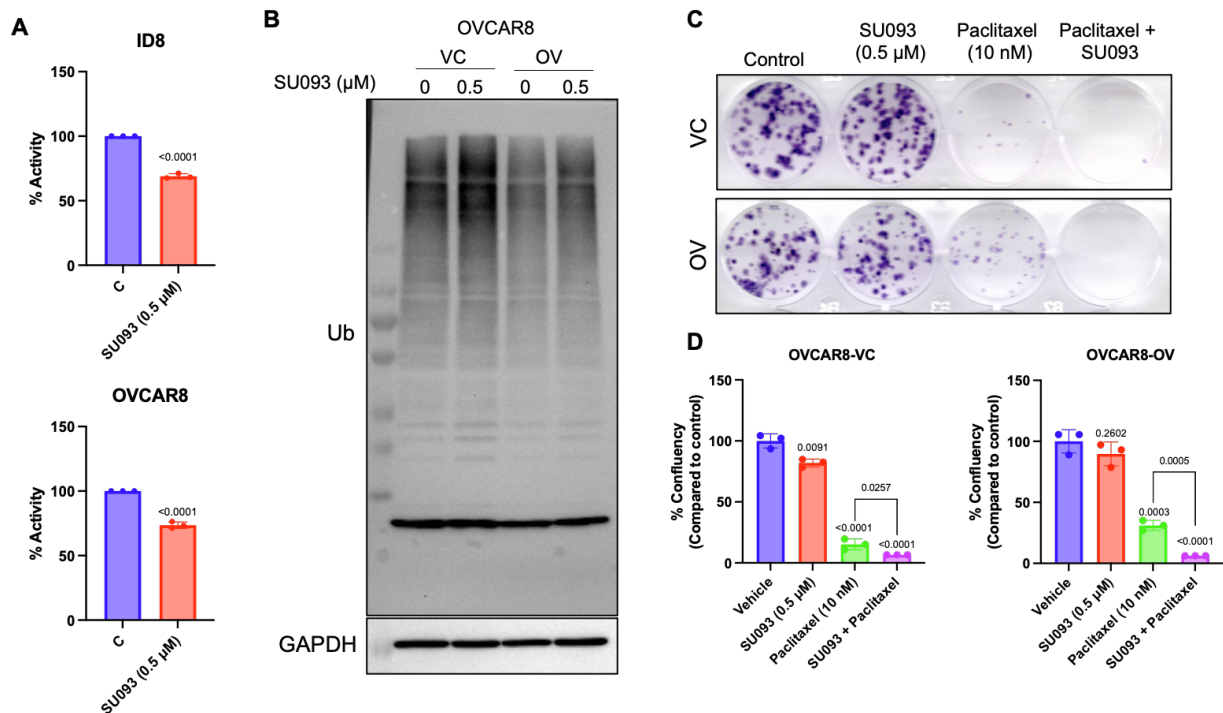 A
ID8
% Activity
150
100
50
0
<0.0001
C
SU093 (0.5 µM)
OVCAR8
% Activity
150
100
50
0
<0.0001
C
SU093 (0.5 µM)
B
OVCAR8
VC OV
SU093 (µM) 0 0.5 0 0.5
Ub
GAPDH
C
Control SU093 (0.5 µM) Paclitaxel (10 nM) Paclitaxel + SU093
VC
OV
D
OVCAR8-VC
% Confluency
(Compared to control)
150
100
50
0
0.0091
0.0257
<0.0001
<0.0001
Vehicle
SU093 (0.5 µM)
Paclitaxel (10 nM)
SU093 + Paclitaxel
OVCAR8-OV
% Confluency
(Compared to control)
150
100
50
0
0.2602
0.0005
0.0003
<0.0001
Vehicle
SU093 (0.5 µM)
Paclitaxel (10 nM)
SU093 + Paclitaxel